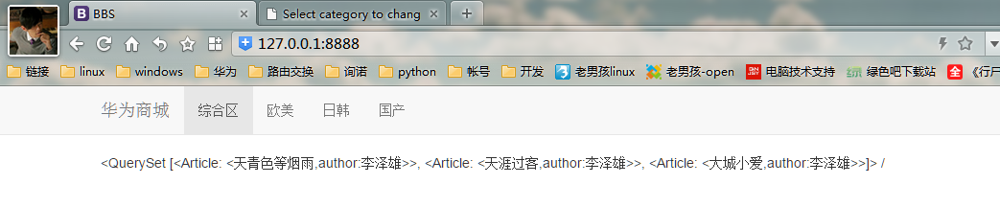 BBS Select category to chang
127.0.0.1:8888
链接 linux windows 华为 路由交换 询诺 python 帐号 开发 老男孩linux 老男孩-open 电脑技术支持 绿色吧下载站 全 《行尸
华为商城 综合区 欧美 日韩 国产
<QuerySet [<Article: <天青色等烟雨,author:李泽雄>>, <Article: <天涯过客,author:李泽雄>>, <Article: <大城小爱,author:李泽雄>>]> /